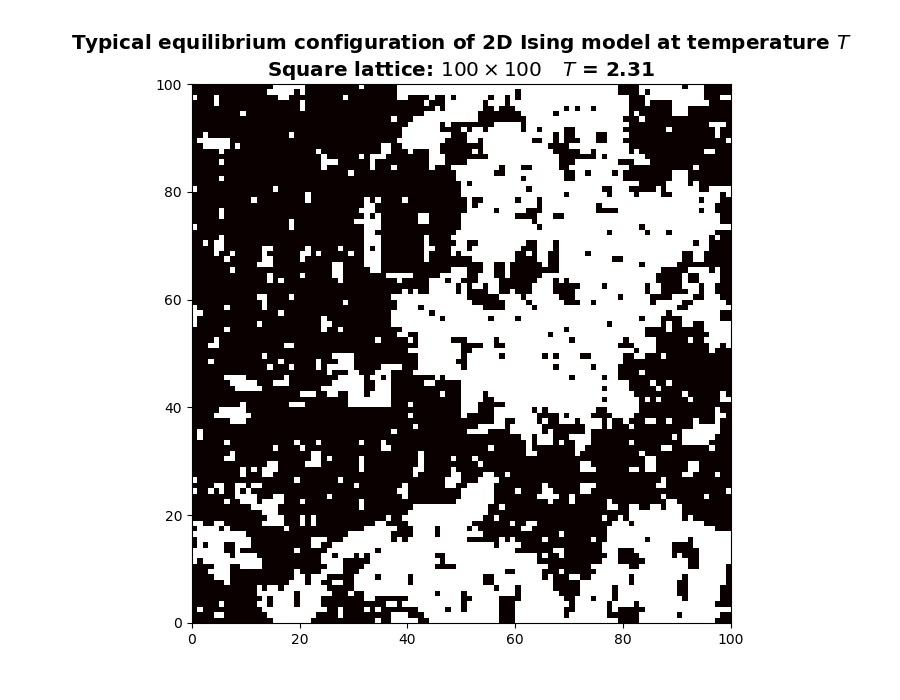 Typical equilibrium configuration of 2D Ising model at temperature T
Square lattice: 100 × 100 T = 2.31
100
80
60
40
20
0
0 20 40 60 80 100